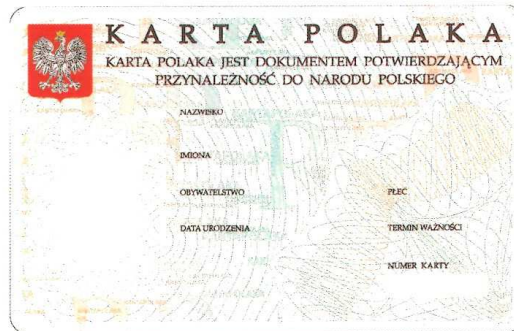 KARTA POLAKA
KARTA POLAKA JEST DOKUMENTEM POTWIERDZAJĄCYM
PRZYNALEŻNOŚĆ DO NARODU POLSKIEGO
NAZWISKO
IMIONA
OBYWATELSTWO
PŁEĆ
DATA URODZENIA
TERMIN WAŻNOŚCI
NUMER KARTY